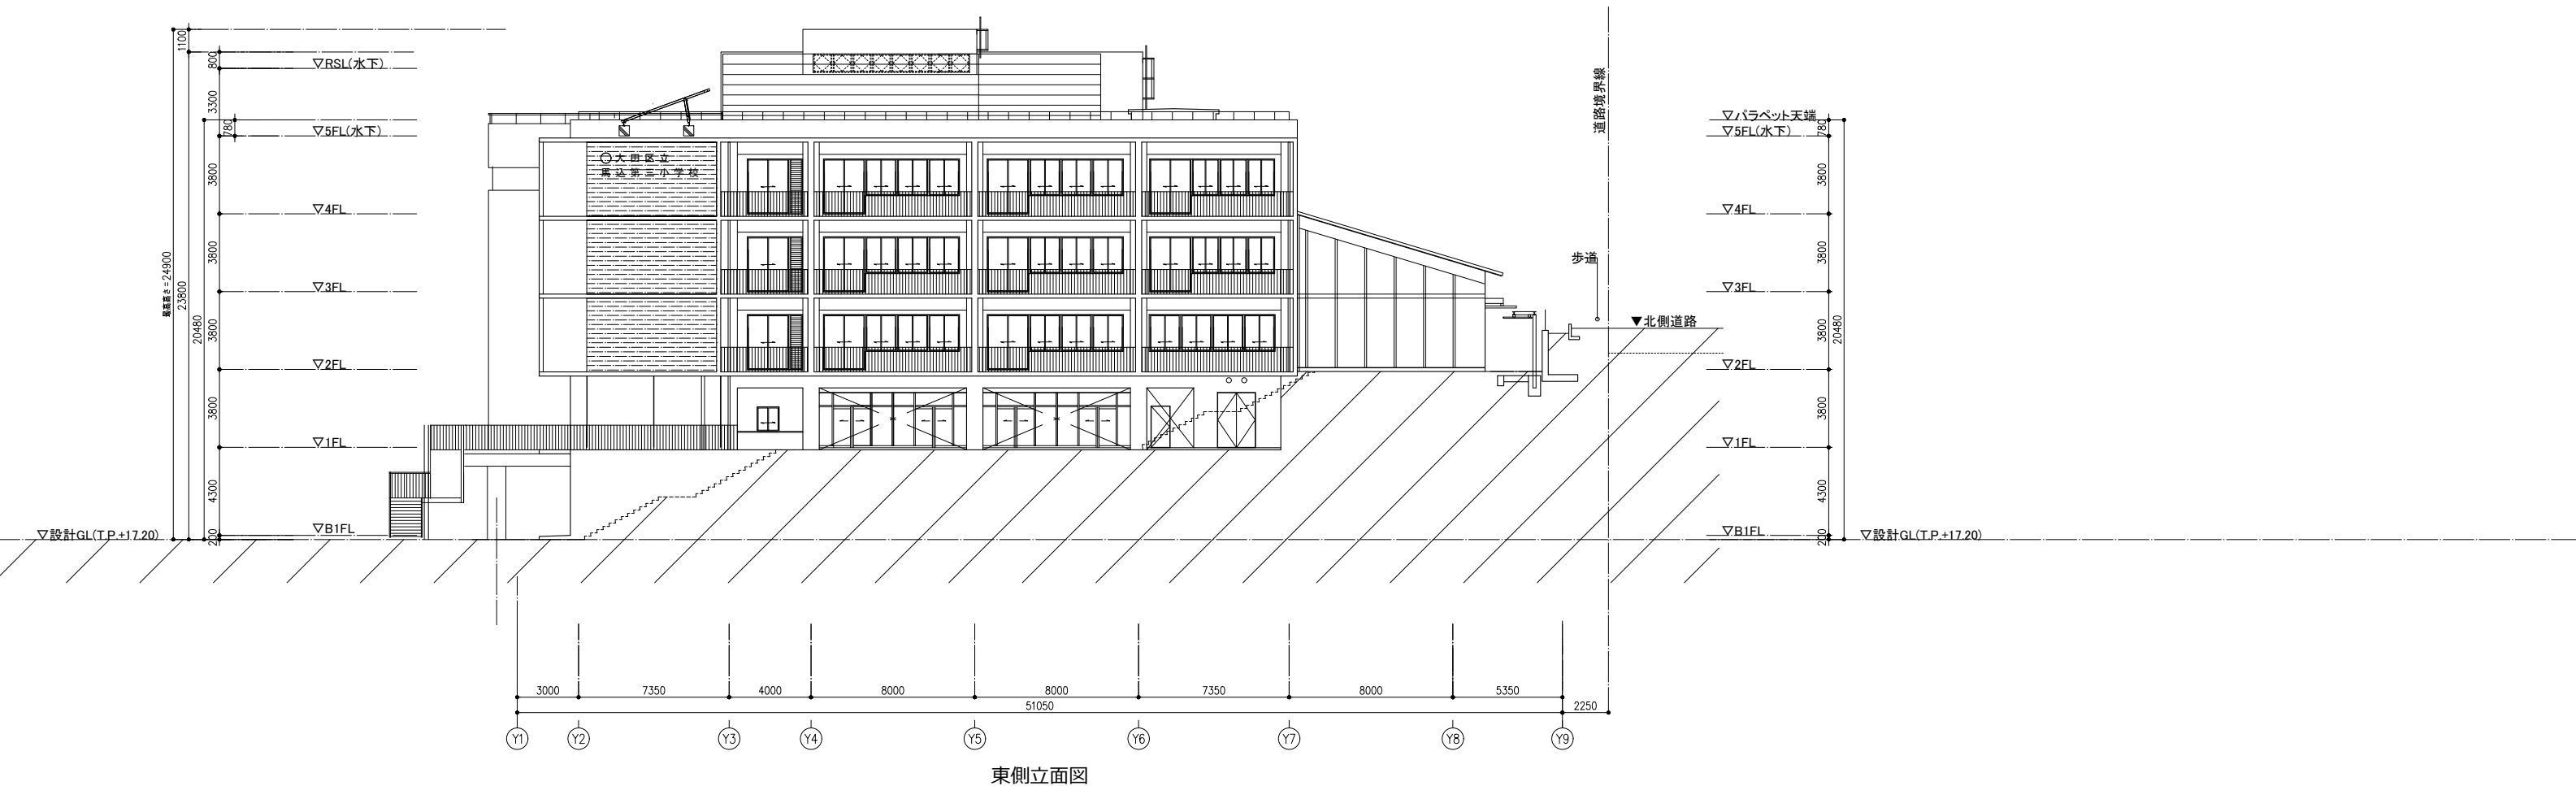 1100
800
▽RSL(水下)
3300
780
▽5FL(水下)
3800
▽4FL
3800
▽3FL
3800
▽2FL
3800
▽1FL
4300
▽B1FL
200
最高高さ=24900
23800
20480
▽設計GL(T.P.+17.20)
大田区立
馬込第三小学校
道路境界線
歩道
▼北側道路
▽パラペット天端
780
▽5FL(水下)
3800
▽4FL
3800
▽3FL
3800
20480
▽2FL
3800
▽1FL
4300
▽B1FL
200
▽設計GL(T.P.+17.20)
3000 7350 4000 8000 8000 7350 8000 5350
51050 2250
Y1 Y2 Y3 Y4 Y5 Y6 Y7 Y8 Y9
東側立面図